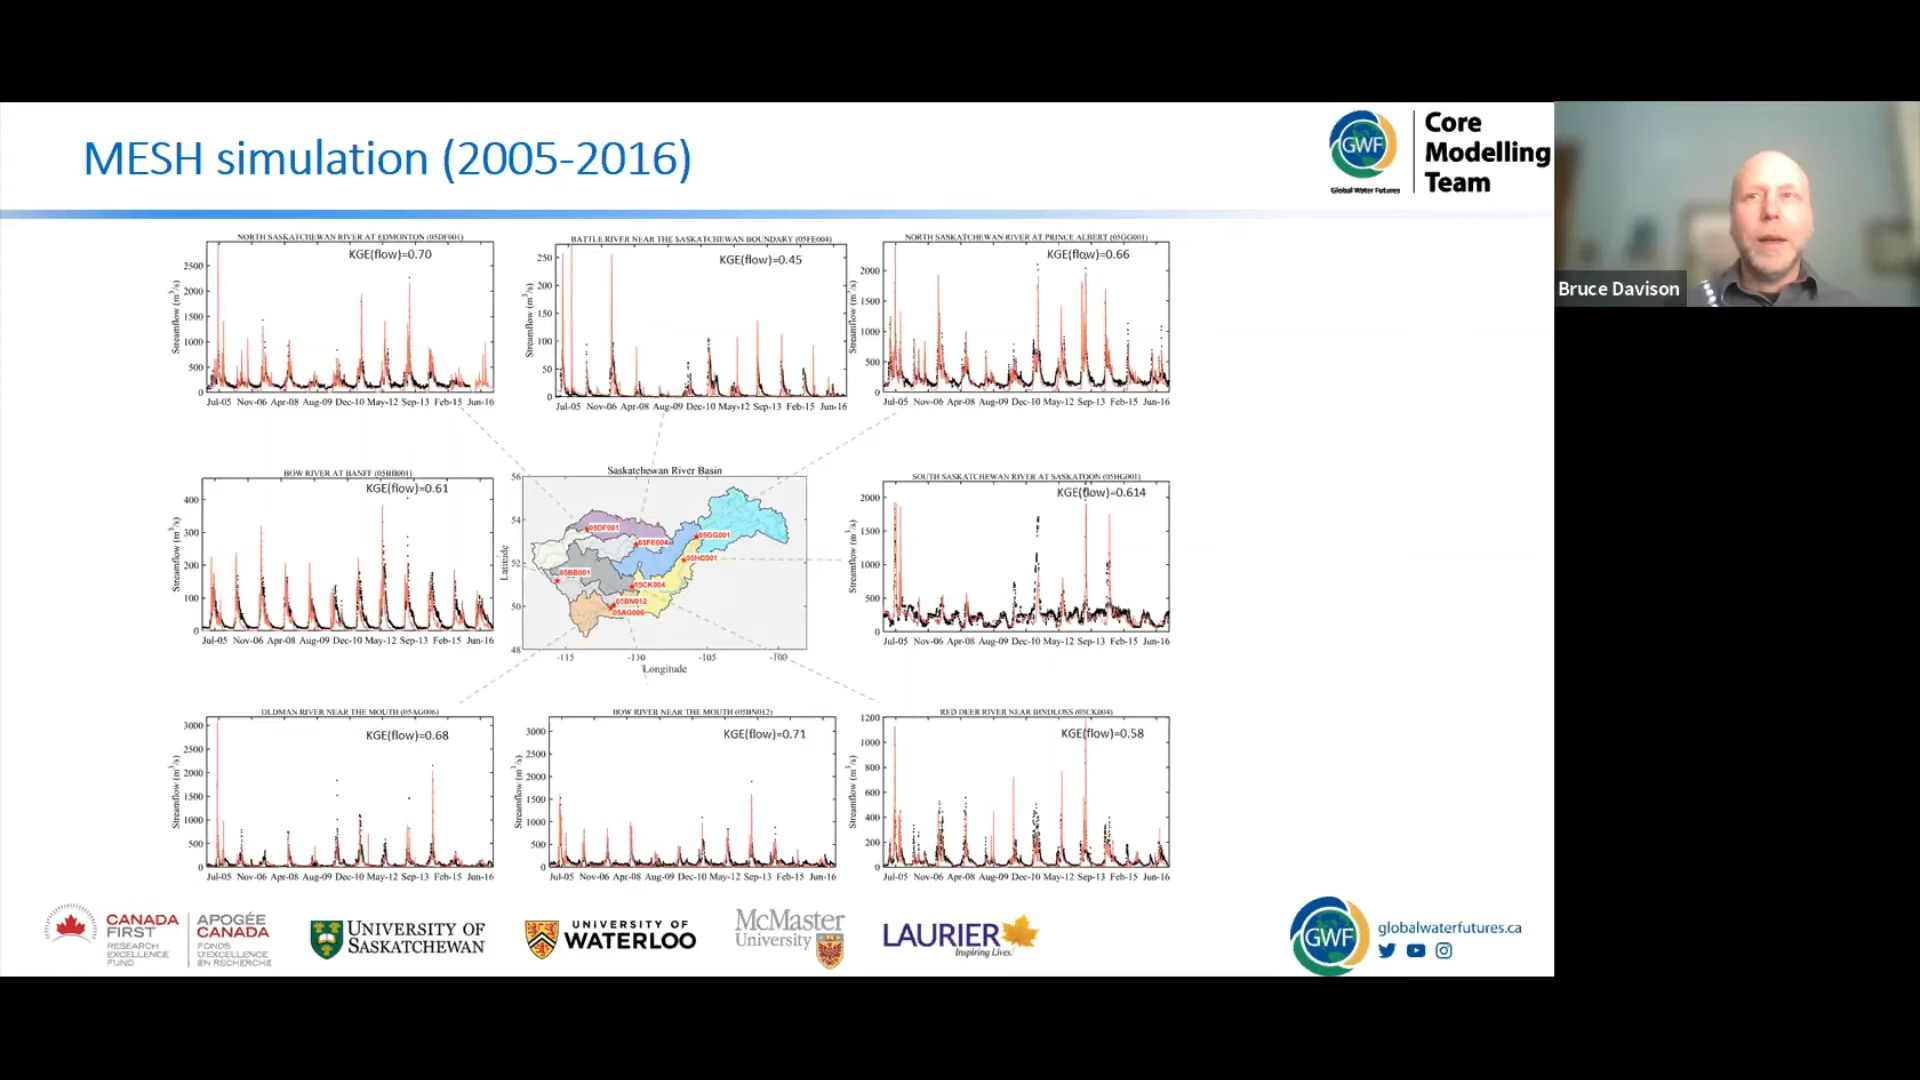 MESH simulation (2005-2016)
GWF
Global Water Futures
Core
Modelling
Team
Bruce Davison
NORTH SASKATCHEWAN RIVER AT EDMONTON (05DF001)
KGE(flow)=0.70
Streamflow (m³/s)
2500
2000
1500
1000
500
0
Jul-05 Nov-06 Apr-08 Aug-09 Dec-10 May-12 Sep-13 Feb-15 Jun-16
BATTLE RIVER NEAR THE SASKATCHEWAN BOUNDARY (05FE004)
KGE(flow)=0.45
Streamflow (m³/s)
250
200
150
100
50
0
Jul-05 Nov-06 Apr-08 Aug-09 Dec-10 May-12 Sep-13 Feb-15 Jun-16
NORTH SASKATCHEWAN RIVER AT PRINCE ALBERT (05GG001)
KGE(flow)=0.66
Streamflow (m³/s)
2000
1500
1000
500
0
Jul-05 Nov-06 Apr-08 Aug-09 Dec-10 May-12 Sep-13 Feb-15 Jun-16
BOW RIVER AT BANFF (05BB001)
KGE(flow)=0.61
Streamflow (m³/s)
400
300
200
100
0
Jul-05 Nov-06 Apr-08 Aug-09 Dec-10 May-12 Sep-13 Feb-15 Jun-16
Saskatchewan River Basin
56
54
52
50
48
Latitude
05DF001
05FE004
05GG001
05HG001
05BB001
05CK004
05BN012
05AG006
-115 -110 -105 -100
Longitude
SOUTH SASKATCHEWAN RIVER AT SASKATOON (05HG001)
KGE(flow)=0.614
Streamflow (m³/s)
2000
1500
1000
500
0
Jul-05 Nov-06 Apr-08 Aug-09 Dec-10 May-12 Sep-13 Feb-15 Jun-16
OLDMAN RIVER NEAR THE MOUTH (05AG006)
KGE(flow)=0.68
Streamflow (m³/s)
3000
2500
2000
1500
1000
500
0
Jul-05 Nov-06 Apr-08 Aug-09 Dec-10 May-12 Sep-13 Feb-15 Jun-16
BOW RIVER NEAR THE MOUTH (05BN012)
KGE(flow)=0.71
Streamflow (m³/s)
3000
2500
2000
1500
1000
500
0
Jul-05 Nov-06 Apr-08 Aug-09 Dec-10 May-12 Sep-13 Feb-15 Jun-16
RED DEER RIVER NEAR BINDLOSS (05CK004)
KGE(flow)=0.58
Streamflow (m³/s)
1200
1000
800
600
400
200
0
Jul-05 Nov-06 Apr-08 Aug-09 Dec-10 May-12 Sep-13 Feb-15 Jun-16
CANADA
FIRST
RESEARCH
EXCELLENCE
FUND
APOGÉE
CANADA
FONDS
D'EXCELLENCE
EN RECHERCHE
UNIVERSITY OF
SASKATCHEWAN
UNIVERSITY OF
WATERLOO
McMaster
University
LAURIER
Inspiring Lives.
GWF
globalwaterfutures.ca